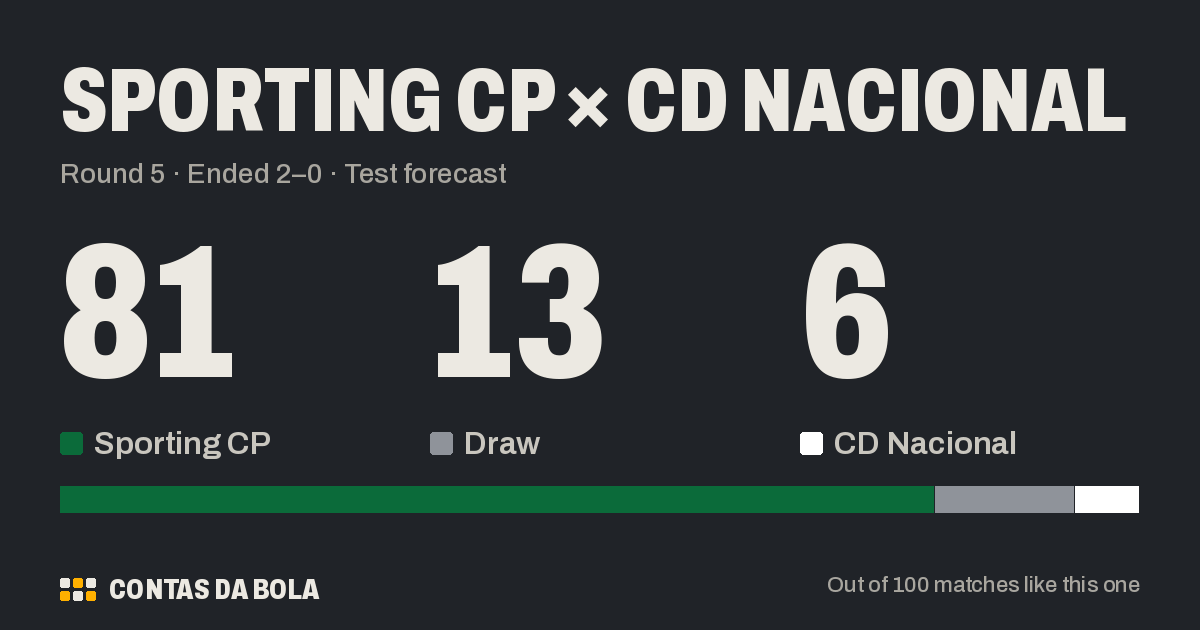 SPORTING CP × CD NACIONAL
Round 5 · Ended 2–0 · Test forecast
81 13 6
Sporting CP Draw CD Nacional
CONTAS DA BOLA
Out of 100 matches like this one